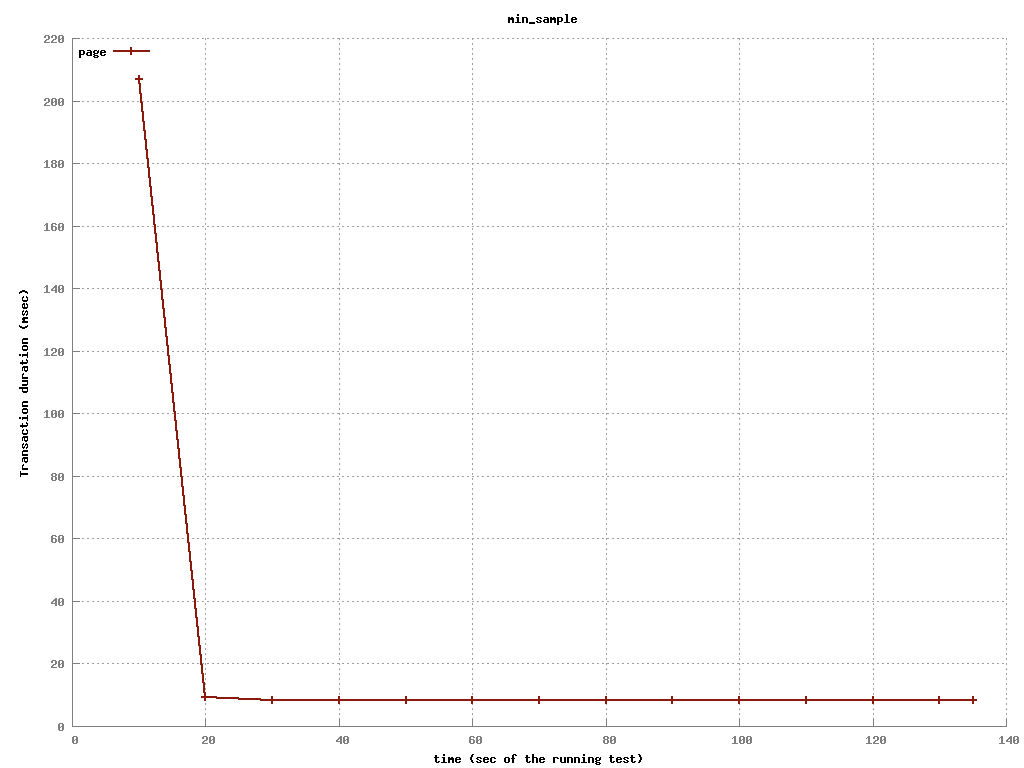 min_sample
page
220
200
180
160
140
120
100
80
60
40
20
0
Transaction duration (msec)
0 20 40 60 80 100 120 140
time (sec of the running test)